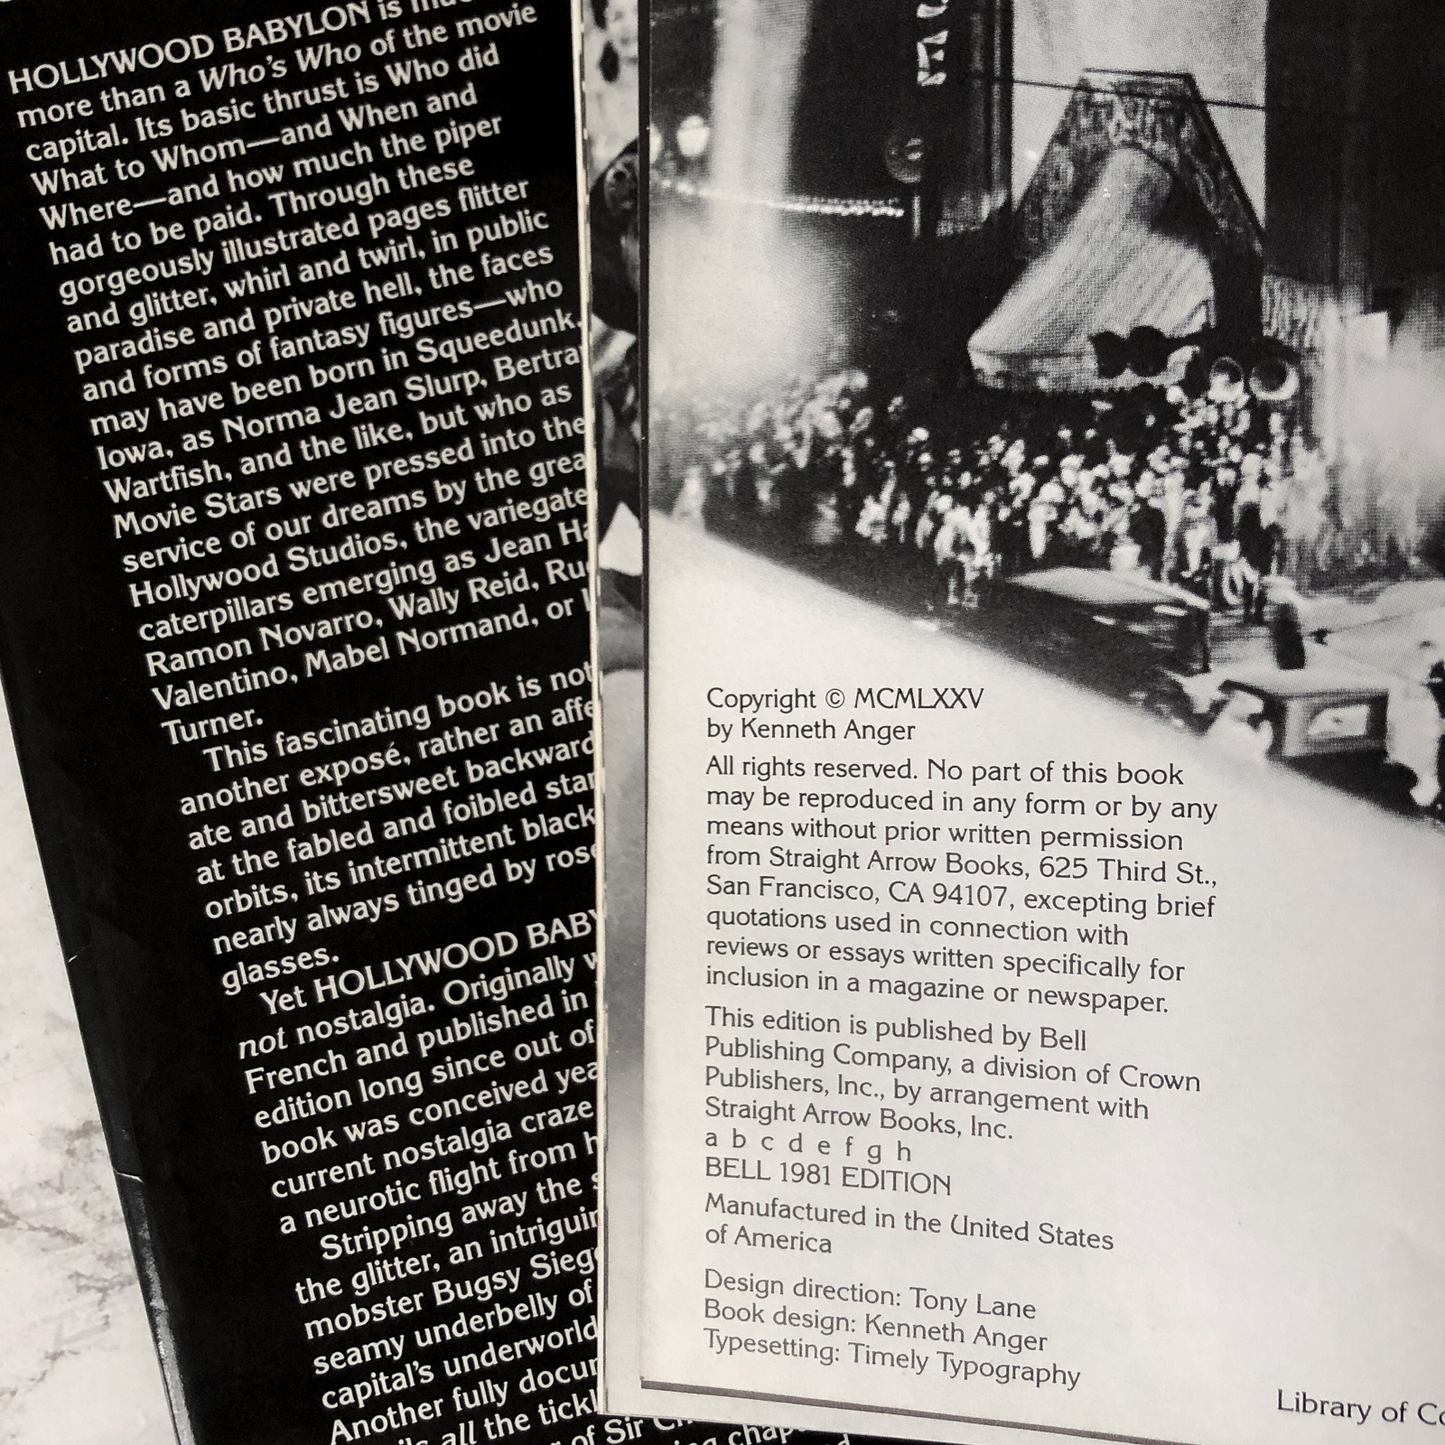 HOLLYWOOD BABYLON is
more than a Who's Who of the movie
capital. Its basic thrust is Who did
What to Whom—and When and
Where—and how much the piper
had to be paid. Through these
gorgeously illustrated pages flitter
and glitter, whirl and twirl, in public
paradise and private hell, the faces
and forms of fantasy figures—who
may have been born in Squeedunk,
Iowa, as Norma Jean Slurp, Bertra
Wartfish, and the like, but who as
Movie Stars were pressed into the
service of our dreams by the grea
Hollywood Studios, the variegate
caterpillars emerging as Jean Ha
Ramon Novarro, Wally Reid, Ru
Valentino, Mabel Normand, or
Turner.
This fascinating book is not
another exposé, rather an affe
ate and bittersweet backward
at the fabled and foibled star
orbits, its intermittent black
nearly always tinged by rose
glasses.
Yet HOLLYWOOD BABY
not nostalgia. Originally w
French and published in
edition long since out of
book was conceived yea
current nostalgia craze
a neurotic flight from h
Stripping away the s
the glitter, an intriguin
mobster Bugsy Siege
seamy underbelly of
capital's underworld
Another fully docum
all the tickl
of Sir
chap
Copyright © MCMLXXV
by Kenneth Anger
All rights reserved. No part of this book
may be reproduced in any form or by any
means without prior written permission
from Straight Arrow Books, 625 Third St.,
San Francisco, CA 94107, excepting brief
quotations used in connection with
reviews or essays written specifically for
inclusion in a magazine or newspaper.
This edition is published by Bell
Publishing Company, a division of Crown
Publishers, Inc., by arrangement with
Straight Arrow Books, Inc.
a b c d e f g h
BELL 1981 EDITION
Manufactured in the United States
of America
Design direction: Tony Lane
Book design: Kenneth Anger
Typesetting: Timely Typography
Library of Co